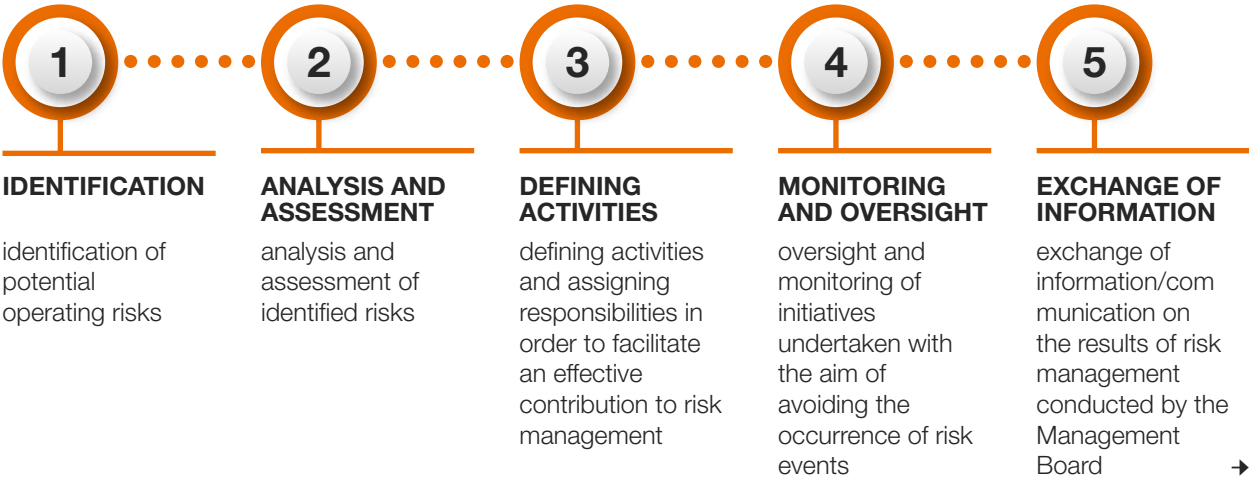 1
IDENTIFICATION
identification of
potential
operating risks
2
ANALYSIS AND
ASSESSMENT
analysis and
assessment of
identified risks
3
DEFINING
ACTIVITIES
defining activities
and assigning
responsibilities in
order to facilitate
an effective
contribution to risk
management
4
MONITORING
AND OVERSIGHT
oversight and
monitoring of
initiatives
undertaken with
the aim of
avoiding the
occurrence of risk
events
5
EXCHANGE OF
INFORMATION
exchange of
information/com
munication on
the results of risk
management
conducted by the
Management
Board